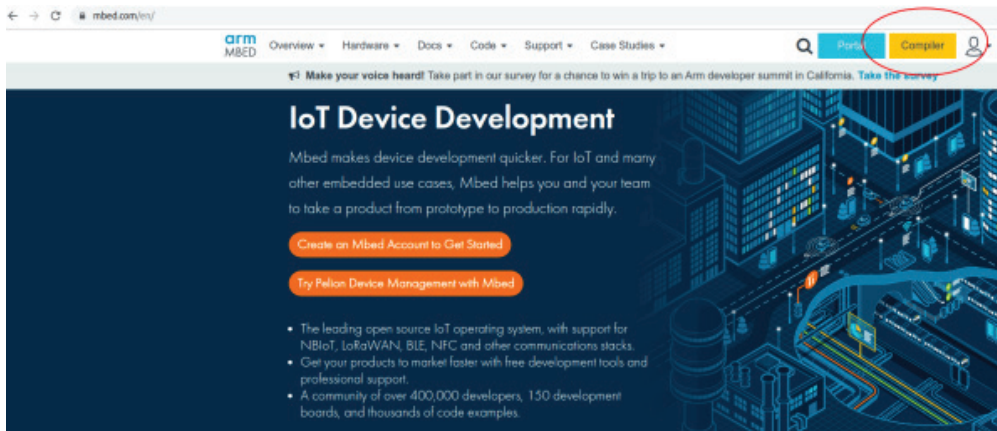 mbed.com/en/
arm
MBED
Overview Hardware Docs Code Support Case Studies Portal Compiler
Make your voice heard! Take part in our survey for a chance to win a trip to an Arm developer summit in California. Take the survey
IoT Device Development
Mbed makes device development quicker. For IoT and many
other embedded use cases, Mbed helps you and your team
to take a product from prototype to production rapidly.
Create an Mbed Account to Get Started
Try Pelion Device Management with Mbed
• The leading open source IoT operating system, with support for
NBIoT, LoRaWAN, BLE, NFC and other communications stacks.
• Get your products to market faster with free development tools and
professional support.
• A community of over 400,000 developers, 150 development
boards, and thousands of code examples.